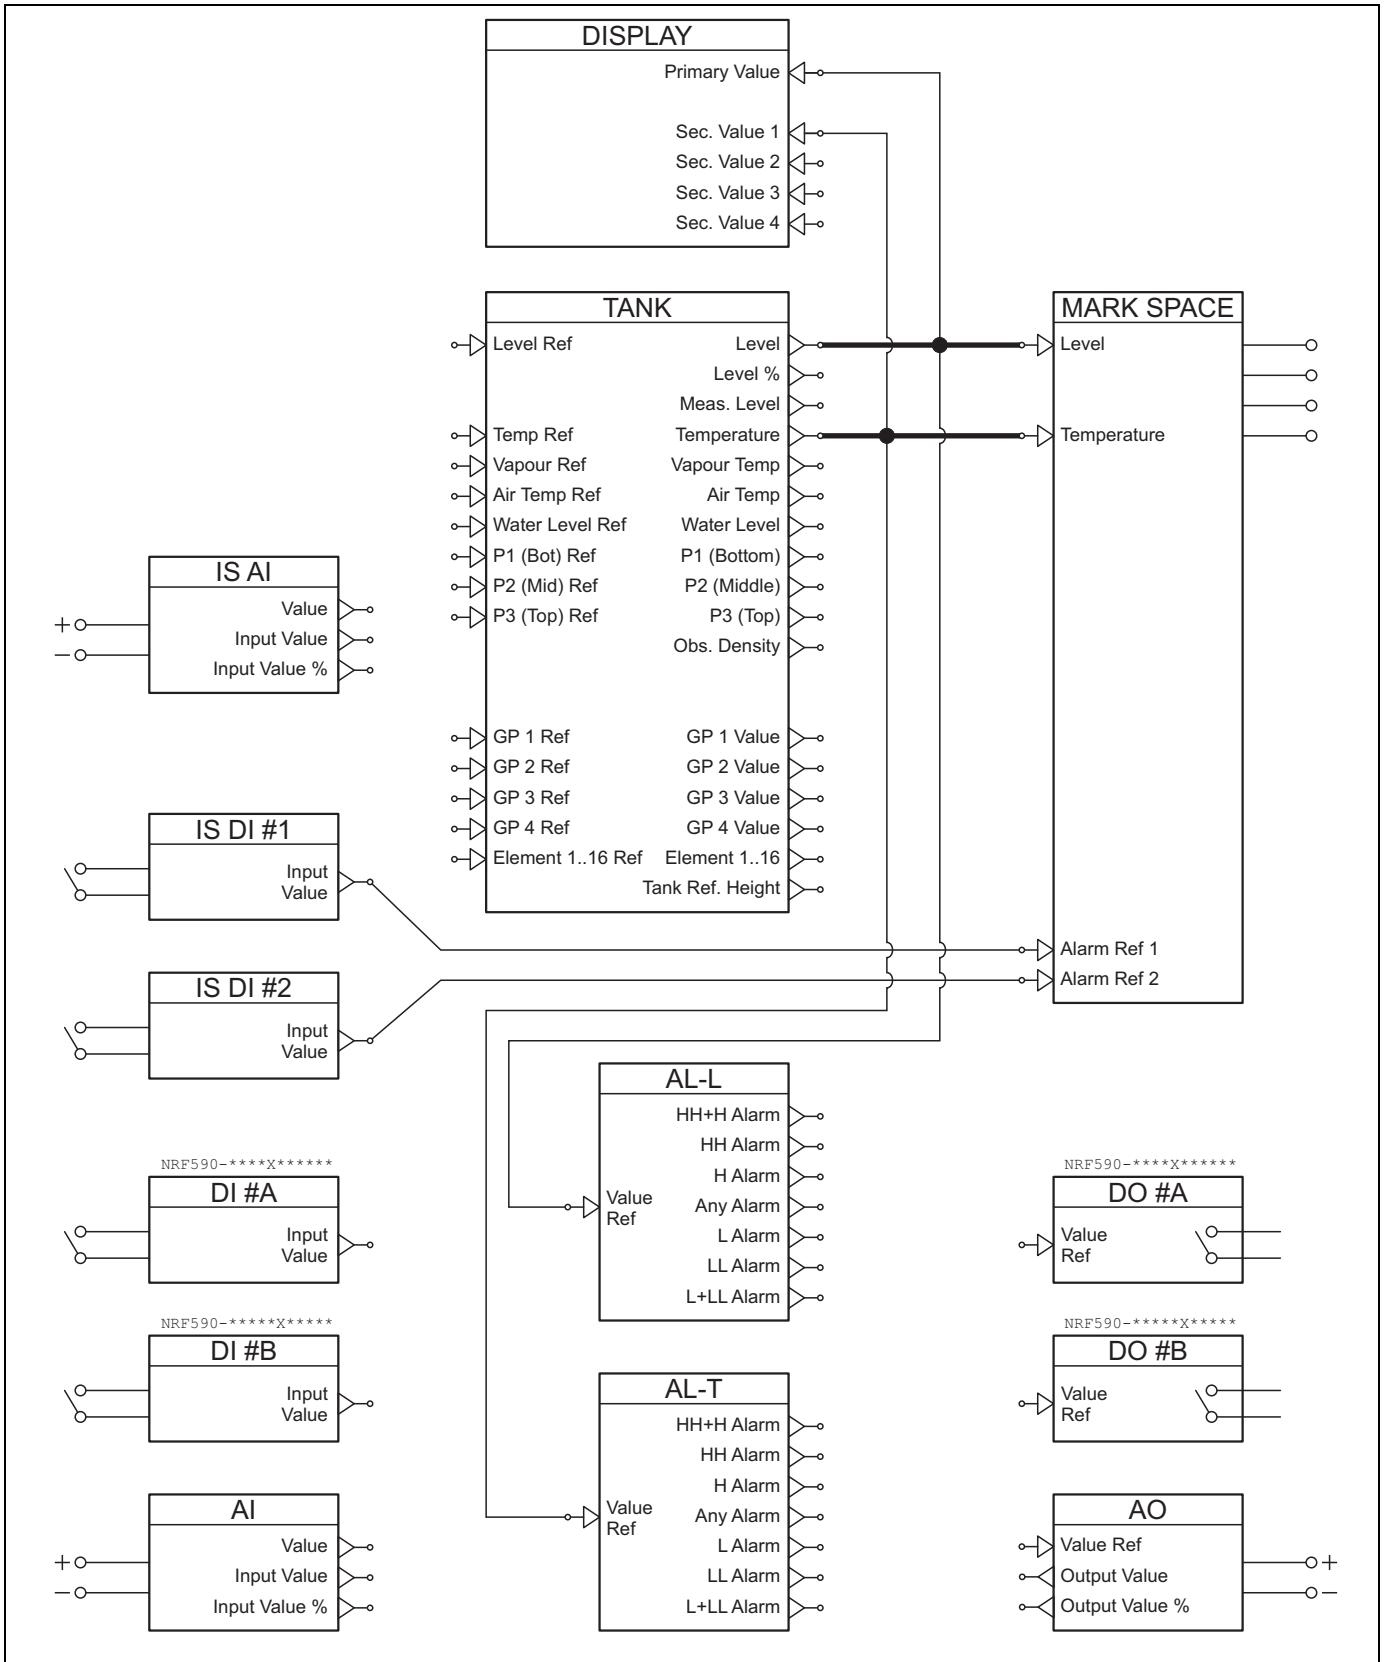 DISPLAY
Primary Value
Sec. Value 1
Sec. Value 2
Sec. Value 3
Sec. Value 4
TANK
Level Ref
Level
Level %
Meas. Level
Temp Ref
Temperature
Vapour Ref
Vapour Temp
Air Temp Ref
Air Temp
Water Level Ref
Water Level
P1 (Bot) Ref
P1 (Bottom)
P2 (Mid) Ref
P2 (Middle)
P3 (Top) Ref
P3 (Top)
Obs. Density
GP 1 Ref
GP 1 Value
GP 2 Ref
GP 2 Value
GP 3 Ref
GP 3 Value
GP 4 Ref
GP 4 Value
Element 1..16 Ref
Element 1..16
Tank Ref. Height
MARK SPACE
Level
Temperature
Alarm Ref 1
Alarm Ref 2
IS AI
Value
+
Input Value
−
Input Value %
IS DI #1
Input
Value
IS DI #2
Input
Value
NRF590-****X******
DI #A
Input
Value
NRF590-*****X*****
DI #B
Input
Value
AI
Value
+
Input Value
−
Input Value %
AL-L
HH+H Alarm
HH Alarm
H Alarm
Value
Ref
Any Alarm
L Alarm
LL Alarm
L+LL Alarm
AL-T
HH+H Alarm
HH Alarm
H Alarm
Value
Ref
Any Alarm
L Alarm
LL Alarm
L+LL Alarm
NRF590-****X******
DO #A
Value
Ref
NRF590-*****X*****
DO #B
Value
Ref
AO
Value Ref
+
Output Value
−
Output Value %